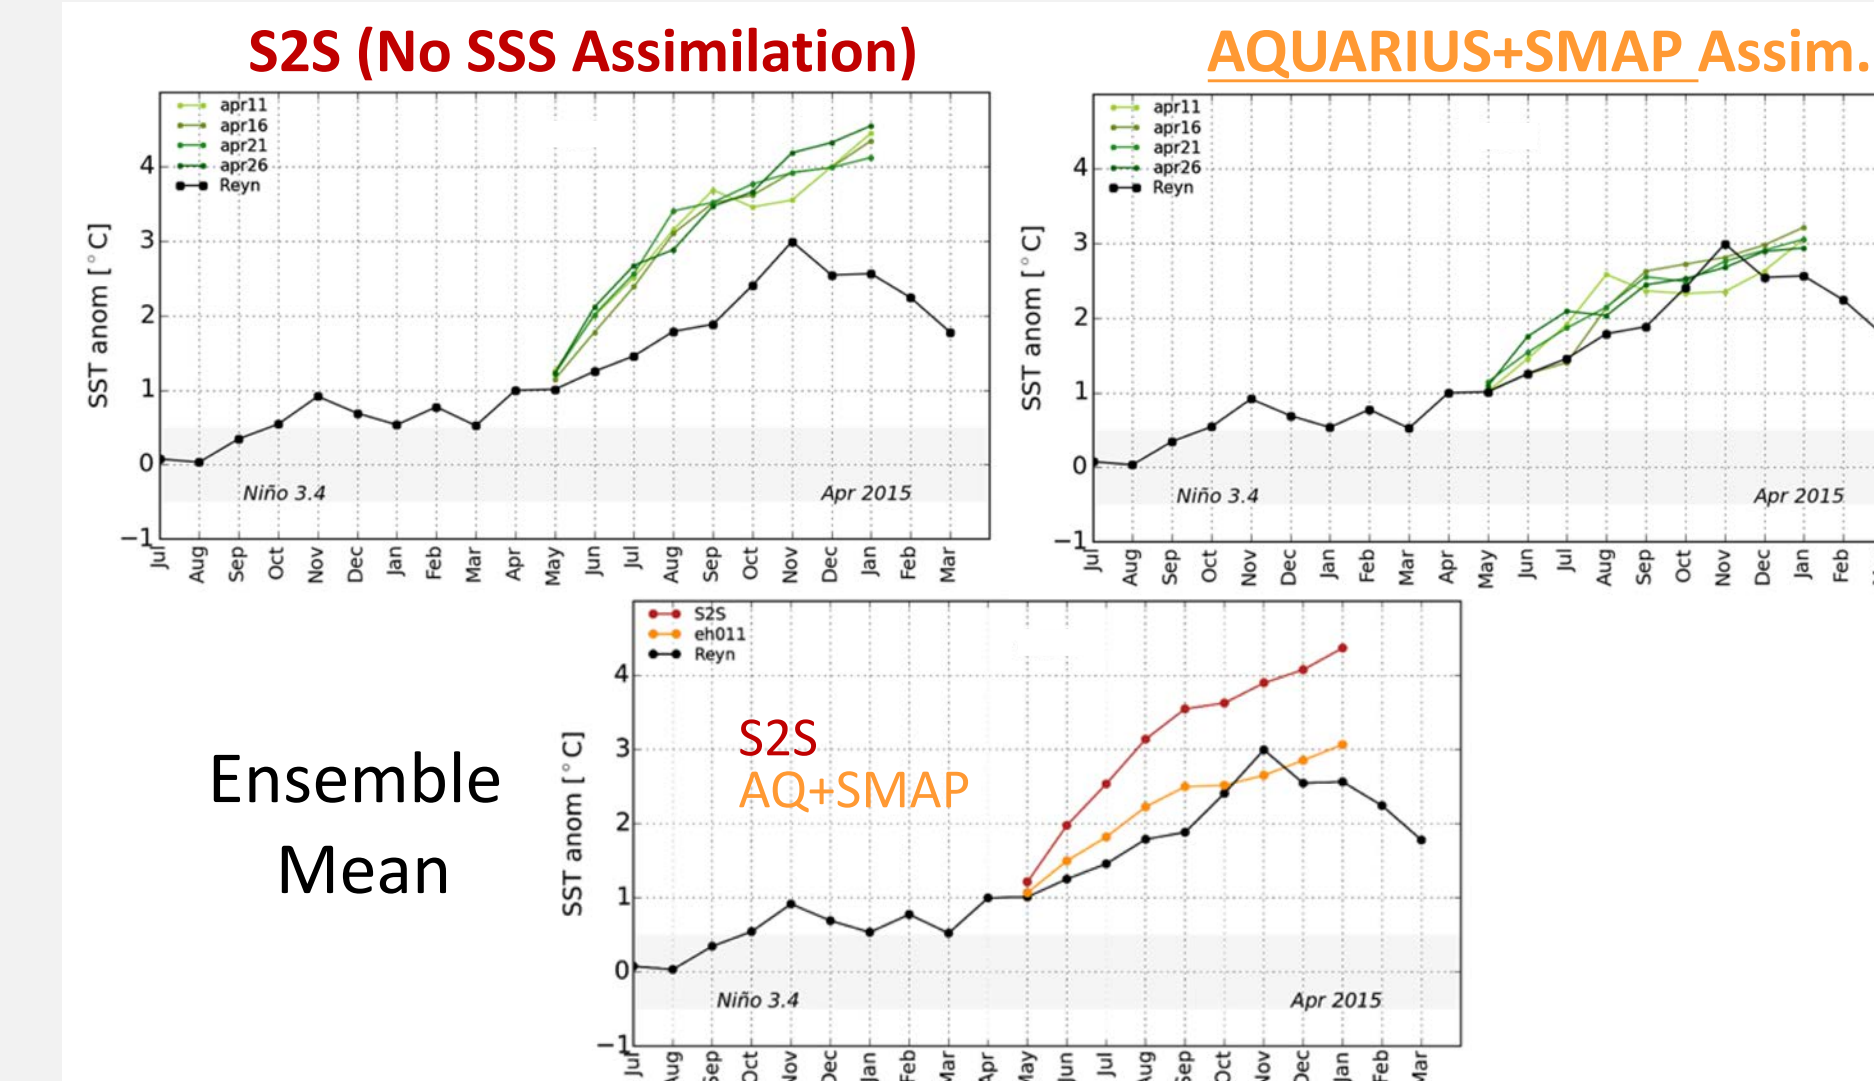 S2S (No SSS Assimilation)
apr11
apr16
apr21
apr26
Reyn
SST anom [°C]
4
3
2
1
0
−1
Niño 3.4
Apr 2015
Jul Aug Sep Oct Nov Dec Jan Feb Mar Apr May Jun Jul Aug Sep Oct Nov Dec Jan Feb Mar
AQUARIUS+SMAP Assim.
apr11
apr16
apr21
apr26
Reyn
SST anom [°C]
4
3
2
1
0
−1
Niño 3.4
Apr 2015
Jul Aug Sep Oct Nov Dec Jan Feb Mar Apr May Jun Jul Aug Sep Oct Nov Dec Jan Feb
Ensemble
Mean
S2S
eh011
Reyn
S2S
AQ+SMAP
SST anom [°C]
4
3
2
1
0
−1
Niño 3.4
Apr 2015
Jul Aug Sep Oct Nov Dec Jan Feb Mar Apr May Jun Jul Aug Sep Oct Nov Dec Jan Feb Mar